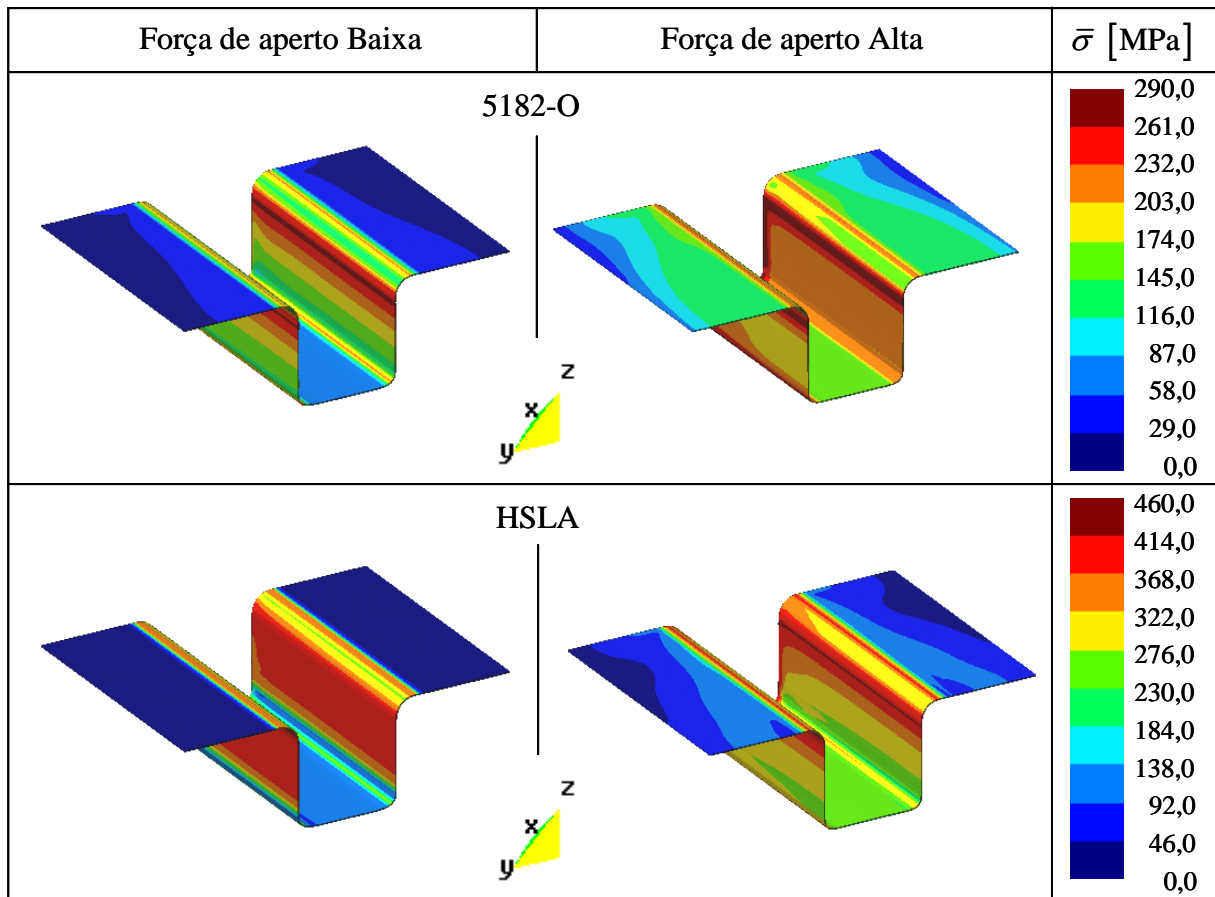 Força de aperto Baixa
Força de aperto Alta
σ̄ [MPa]
5182-O
290,0
261,0
232,0
203,0
174,0
145,0
116,0
87,0
58,0
29,0
0,0
z
x
y
HSLA
460,0
414,0
368,0
322,0
276,0
230,0
184,0
138,0
92,0
46,0
0,0
z
x
y